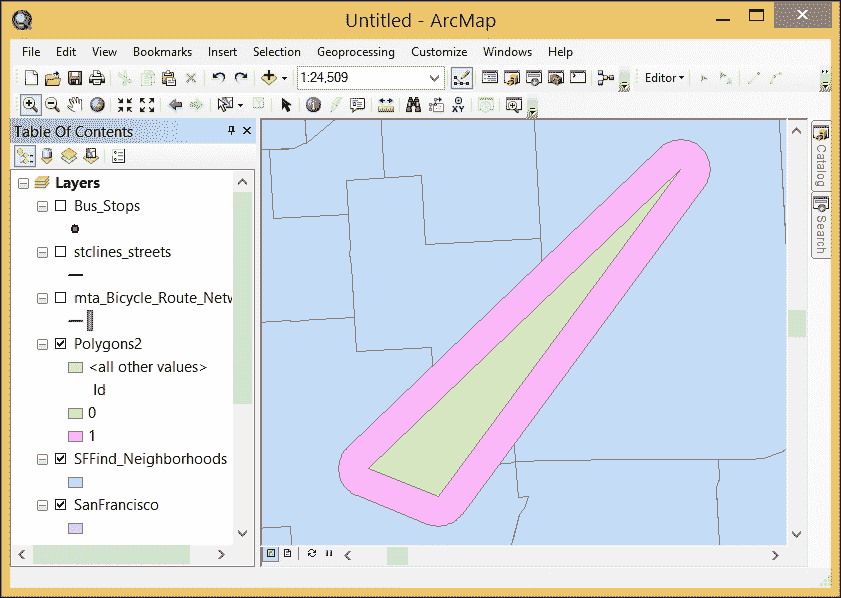 Untitled - ArcMap
File Edit View Bookmarks Insert Selection Geoprocessing Customize Windows Help
1:24,509 Editor
XY
Table Of Contents
Catalog
Search
Layers
Bus_Stops
stclines_streets
mta_Bicycle_Route_Netw
Polygons2
<all other values>
Id
0
1
SFFind_Neighborhoods
SanFrancisco